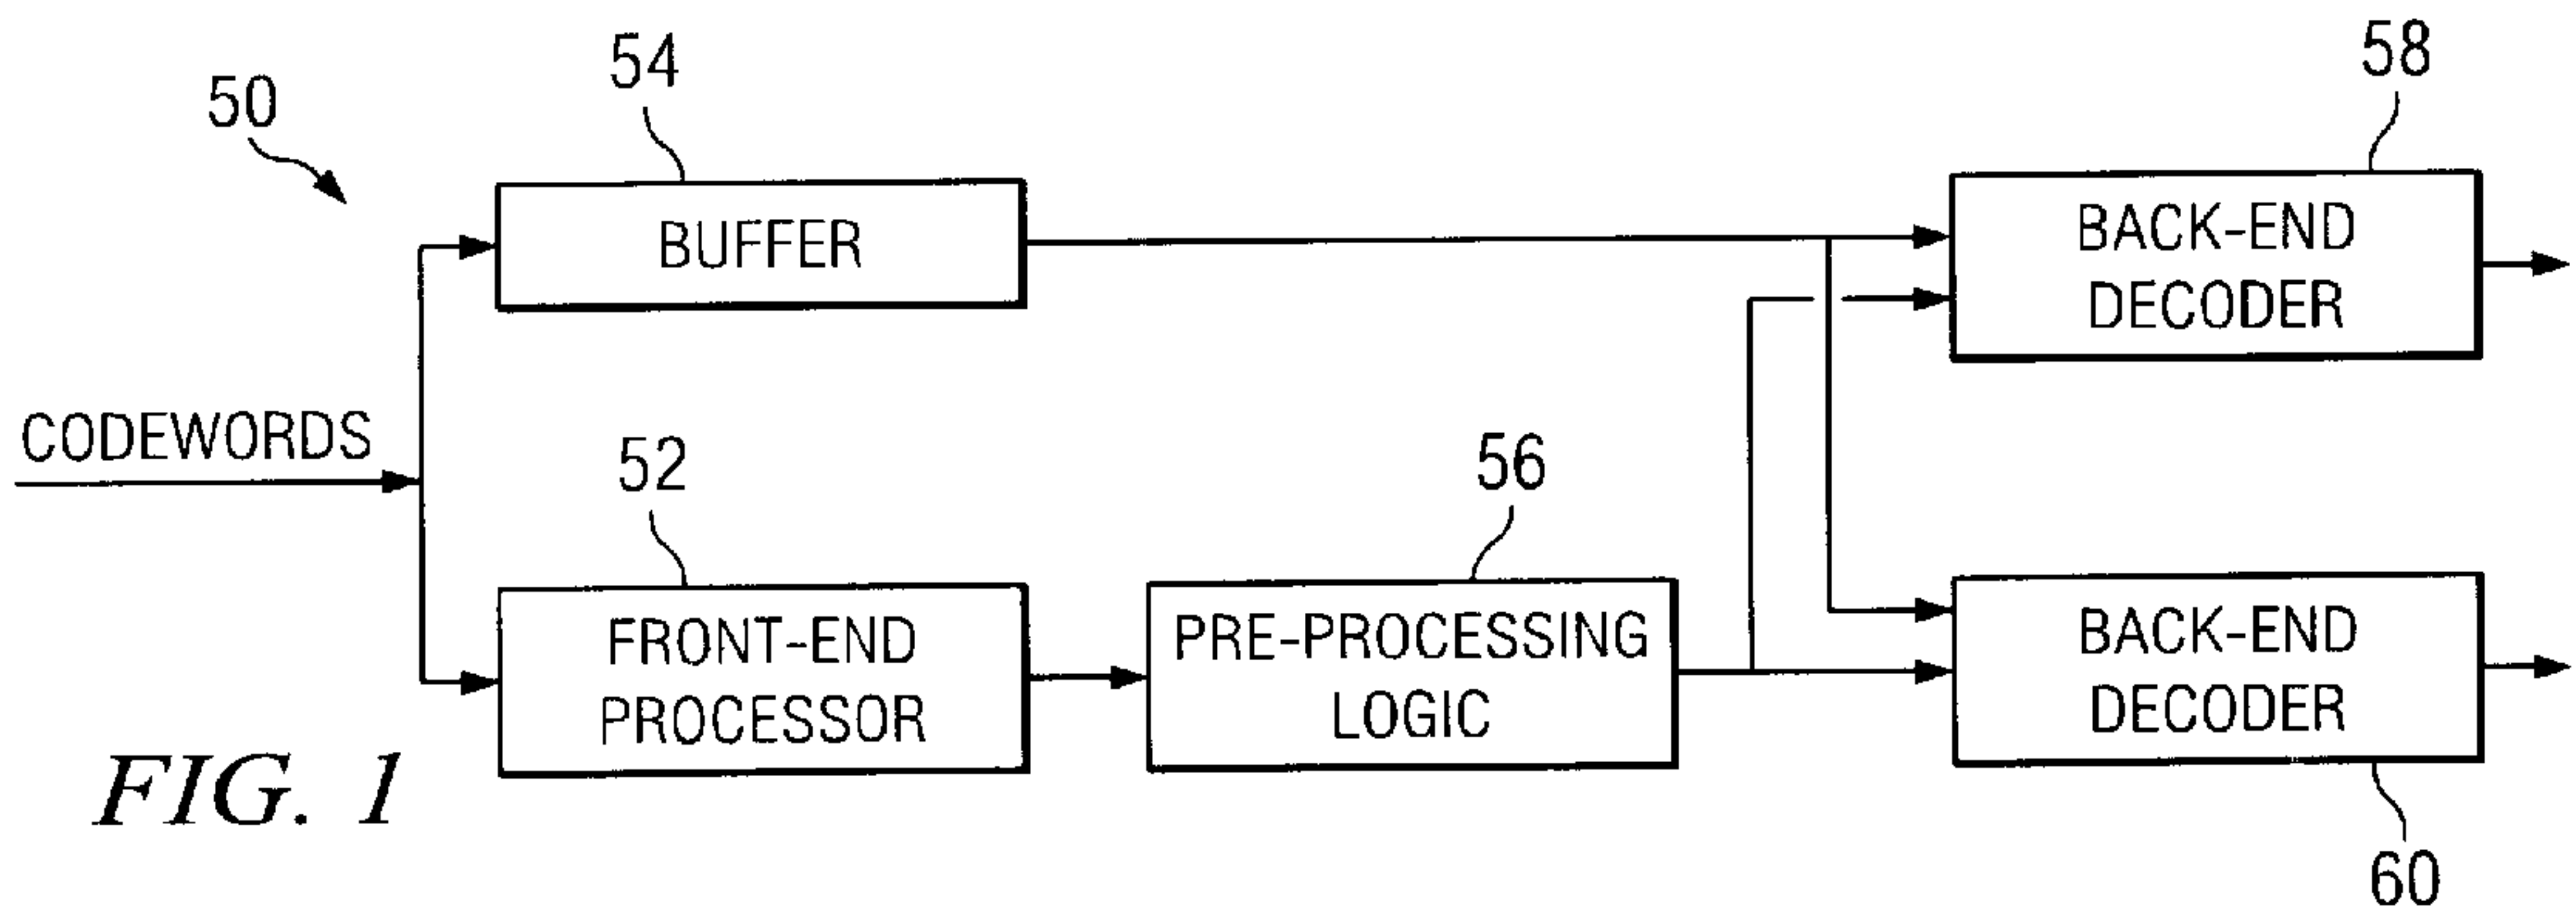 50
54
58
BUFFER
BACK-END
DECODER
CODEWORDS
52
56
FRONT-END
PROCESSOR
PRE-PROCESSING
LOGIC
BACK-END
DECODER
FIG. 1
60